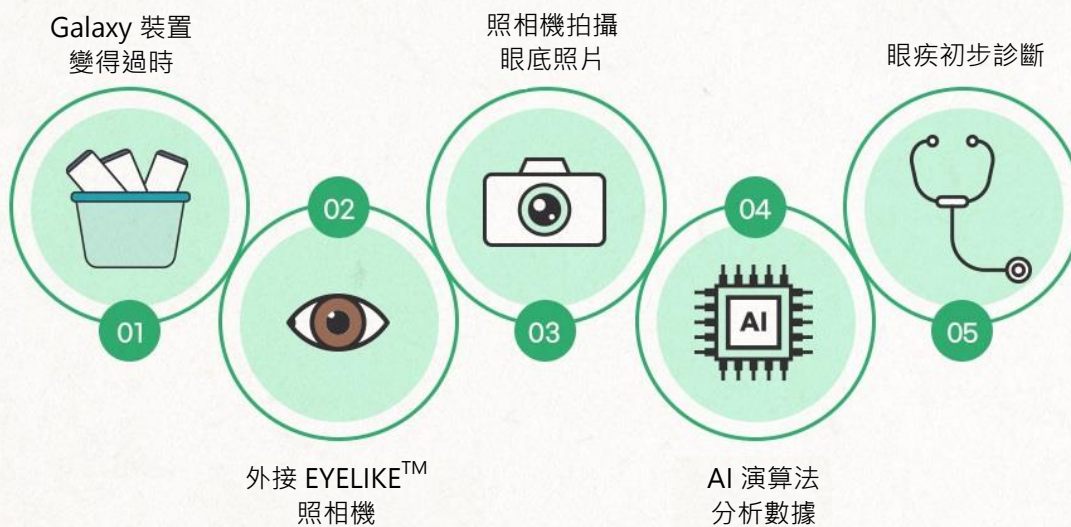 Galaxy 裝置
變得過時
01
02
外接 EYELIKE™
照相機
照相機拍攝
眼底照片
03
04
AI
AI 演算法
分析數據
眼疾初步診斷
05